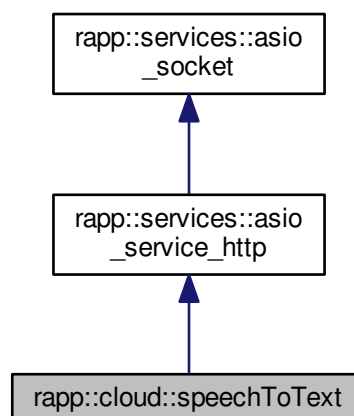 rapp::services::asio
_socket
rapp::services::asio
_service_http
rapp::cloud::speechToText